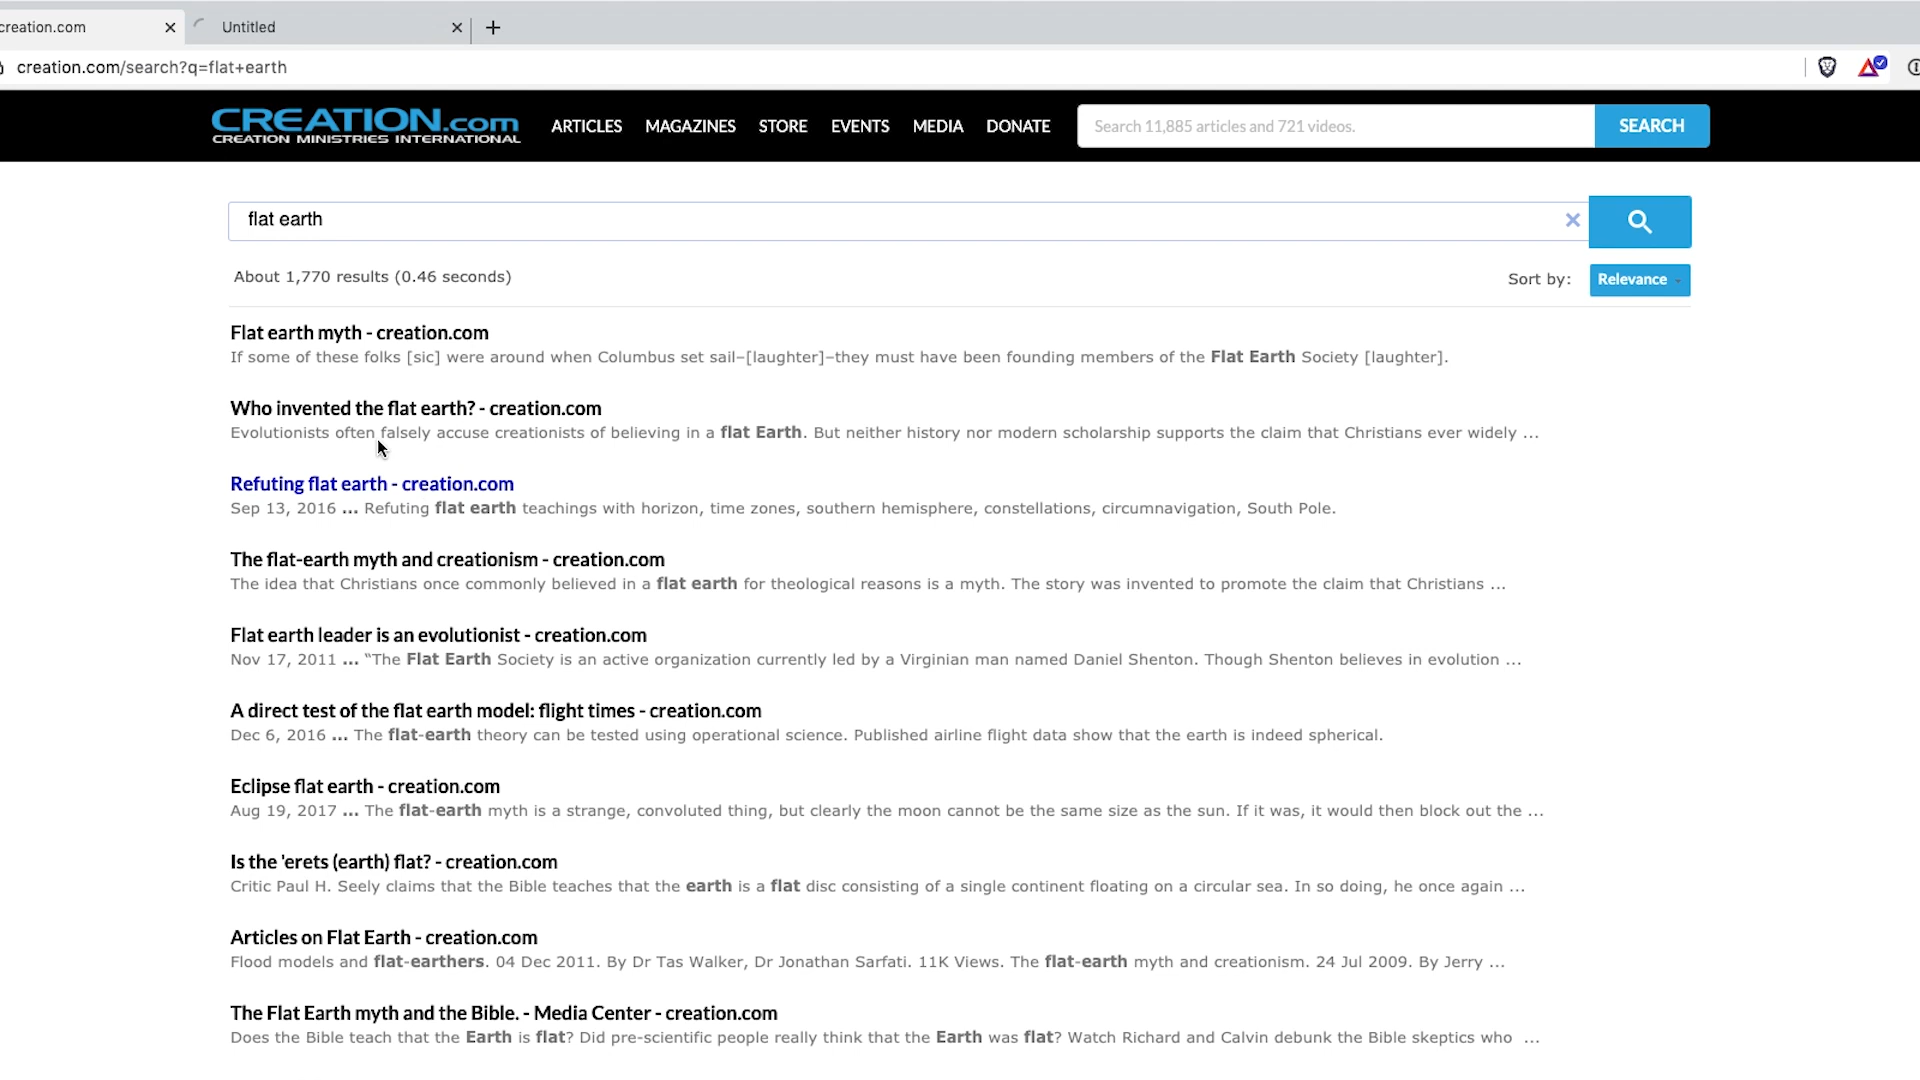 creation.com
Untitled
creation.com/search?q=flat+earth
CREATION.com
CREATION MINISTRIES INTERNATIONAL
ARTICLES MAGAZINES STORE EVENTS MEDIA DONATE
Search 11,885 articles and 721 videos.
SEARCH
flat earth
About 1,770 results (0.46 seconds)
Sort by:
Relevance
Flat earth myth - creation.com
If some of these folks [sic] were around when Columbus set sail–[laughter]–they must have been founding members of the Flat Earth Society [laughter].
Who invented the flat earth? - creation.com
Evolutionists often falsely accuse creationists of believing in a flat Earth. But neither history nor modern scholarship supports the claim that Christians ever widely ...
Refuting flat earth - creation.com
Sep 13, 2016 ... Refuting flat earth teachings with horizon, time zones, southern hemisphere, constellations, circumnavigation, South Pole.
The flat-earth myth and creationism - creation.com
The idea that Christians once commonly believed in a flat earth for theological reasons is a myth. The story was invented to promote the claim that Christians ...
Flat earth leader is an evolutionist - creation.com
Nov 17, 2011 ... “The Flat Earth Society is an active organization currently led by a Virginian man named Daniel Shenton. Though Shenton believes in evolution ...
A direct test of the flat earth model: flight times - creation.com
Dec 6, 2016 ... The flat-earth theory can be tested using operational science. Published airline flight data show that the earth is indeed spherical.
Eclipse flat earth - creation.com
Aug 19, 2017 ... The flat-earth myth is a strange, convoluted thing, but clearly the moon cannot be the same size as the sun. If it was, it would then block out the ...
Is the 'erets (earth) flat? - creation.com
Critic Paul H. Seely claims that the Bible teaches that the earth is a flat disc consisting of a single continent floating on a circular sea. In so doing, he once again ...
Articles on Flat Earth - creation.com
Flood models and flat-earthers. 04 Dec 2011. By Dr Tas Walker, Dr Jonathan Sarfati. 11K Views. The flat-earth myth and creationism. 24 Jul 2009. By Jerry ...
The Flat Earth myth and the Bible. - Media Center - creation.com
Does the Bible teach that the Earth is flat? Did pre-scientific people really think that the Earth was flat? Watch Richard and Calvin debunk the Bible skeptics who ...